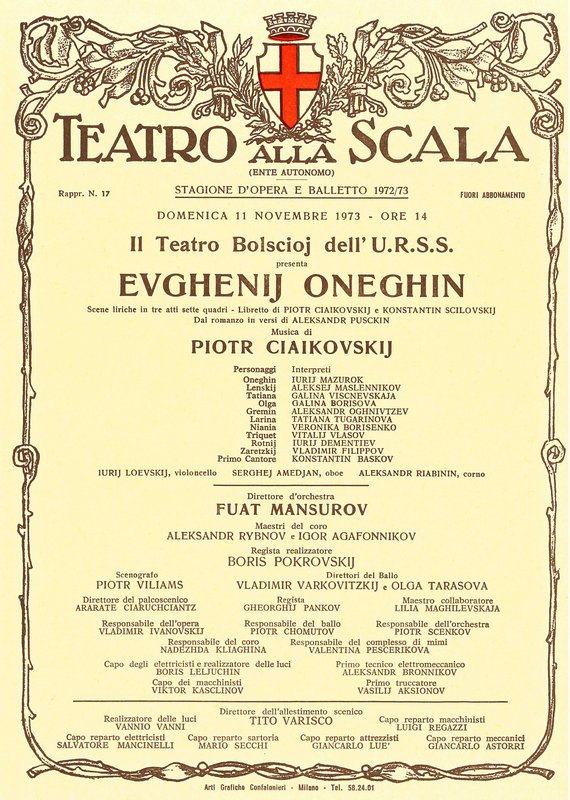 TEATRO ALLA SCALA
(ENTE AUTONOMO)
Rappr. N. 17
STAGIONE D'OPERA E BALLETTO 1972/73
FUORI ABBONAMENTO
DOMENICA 11 NOVEMBRE 1973 - ORE 14
Il Teatro Bolscioj dell'U.R.S.S.
presenta
EVGHENIJ ONEGHIN
Scene liriche in tre atti sette quadri - Libretto di PIOTR CIAIKOVSKIJ e KONSTANTIN SCILOVSKIJ
Dal romanzo in versi di ALEKSANDR PUSCKIN
Musica di
PIOTR CIAIKOVSKIJ
Personaggi Interpreti
Oneghin IURIJ MAZUROK
Lenskij ALEKSEJ MASLENNIKOV
Tatiana GALINA VISCNEVSKAJA
Olga GALINA BORISOVA
Gremin ALEKSANDR OGHNIVTZEV
Larina TATIANA TUGARINOVA
Niania VERONIKA BORISENKO
Triquet VITALIJ VLASOV
Rotnij IURIJ DEMENTIEV
Zaretzkij VLADIMIR FILIPPOV
Primo Cantore KONSTANTIN BASKOV
IURIJ LOEVSKIJ, violoncello SERGHEJ AMEDJAN, oboe ALEKSANDR RIABININ, corno
Direttore d'orchestra
FUAT MANSUROV
Maestri del coro
ALEKSANDR RYBNOV e IGOR AGAFONNIKOV
Regista realizzatore
BORIS POKROVSKIJ
Scenografo Direttori del Ballo
PIOTR VILIAMS VLADIMIR VARKOVITZKIJ e OLGA TARASOVA
Direttore del palcoscenico Regista Maestro collaboratore
ARARATE CIARUCHCIANTZ GHEORGHIJ PANKOV LILIA MAGHILEVSKAJA
Responsabile dell'opera Responsabile del ballo Responsabile dell'orchestra
VLADIMIR IVANOVSKIJ PIOTR CHOMUTOV PIOTR SCENKOV
Responsabile del coro Responsabile del complesso di mimi
NADEZHDA KLIAGHINA VALENTINA PESCERIKOVA
Capo degli elettricisti e realizzatore delle luci Primo tecnico elettromeccanico
BORIS LELJUCHIN ALEKSANDR BRONNIKOV
Capo dei macchinisti Primo truccatore
VIKTOR KASCLINOV VASILIJ AKSIONOV
Direttore dell'allestimento scenico
Realizzatore delle luci TITO VARISCO Capo reparto macchinisti
VANNIO VANNI LUIGI REGAZZI
Capo reparto elettricisti Capo reparto sartoria Capo reparto attrezzisti Capo reparto meccanici
SALVATORE MANCINELLI MARIO SECCHI GIANCARLO LUE' GIANCARLO ASTORRI
Arti Grafiche Confalonieri - Milano - Tel. 58.24.01